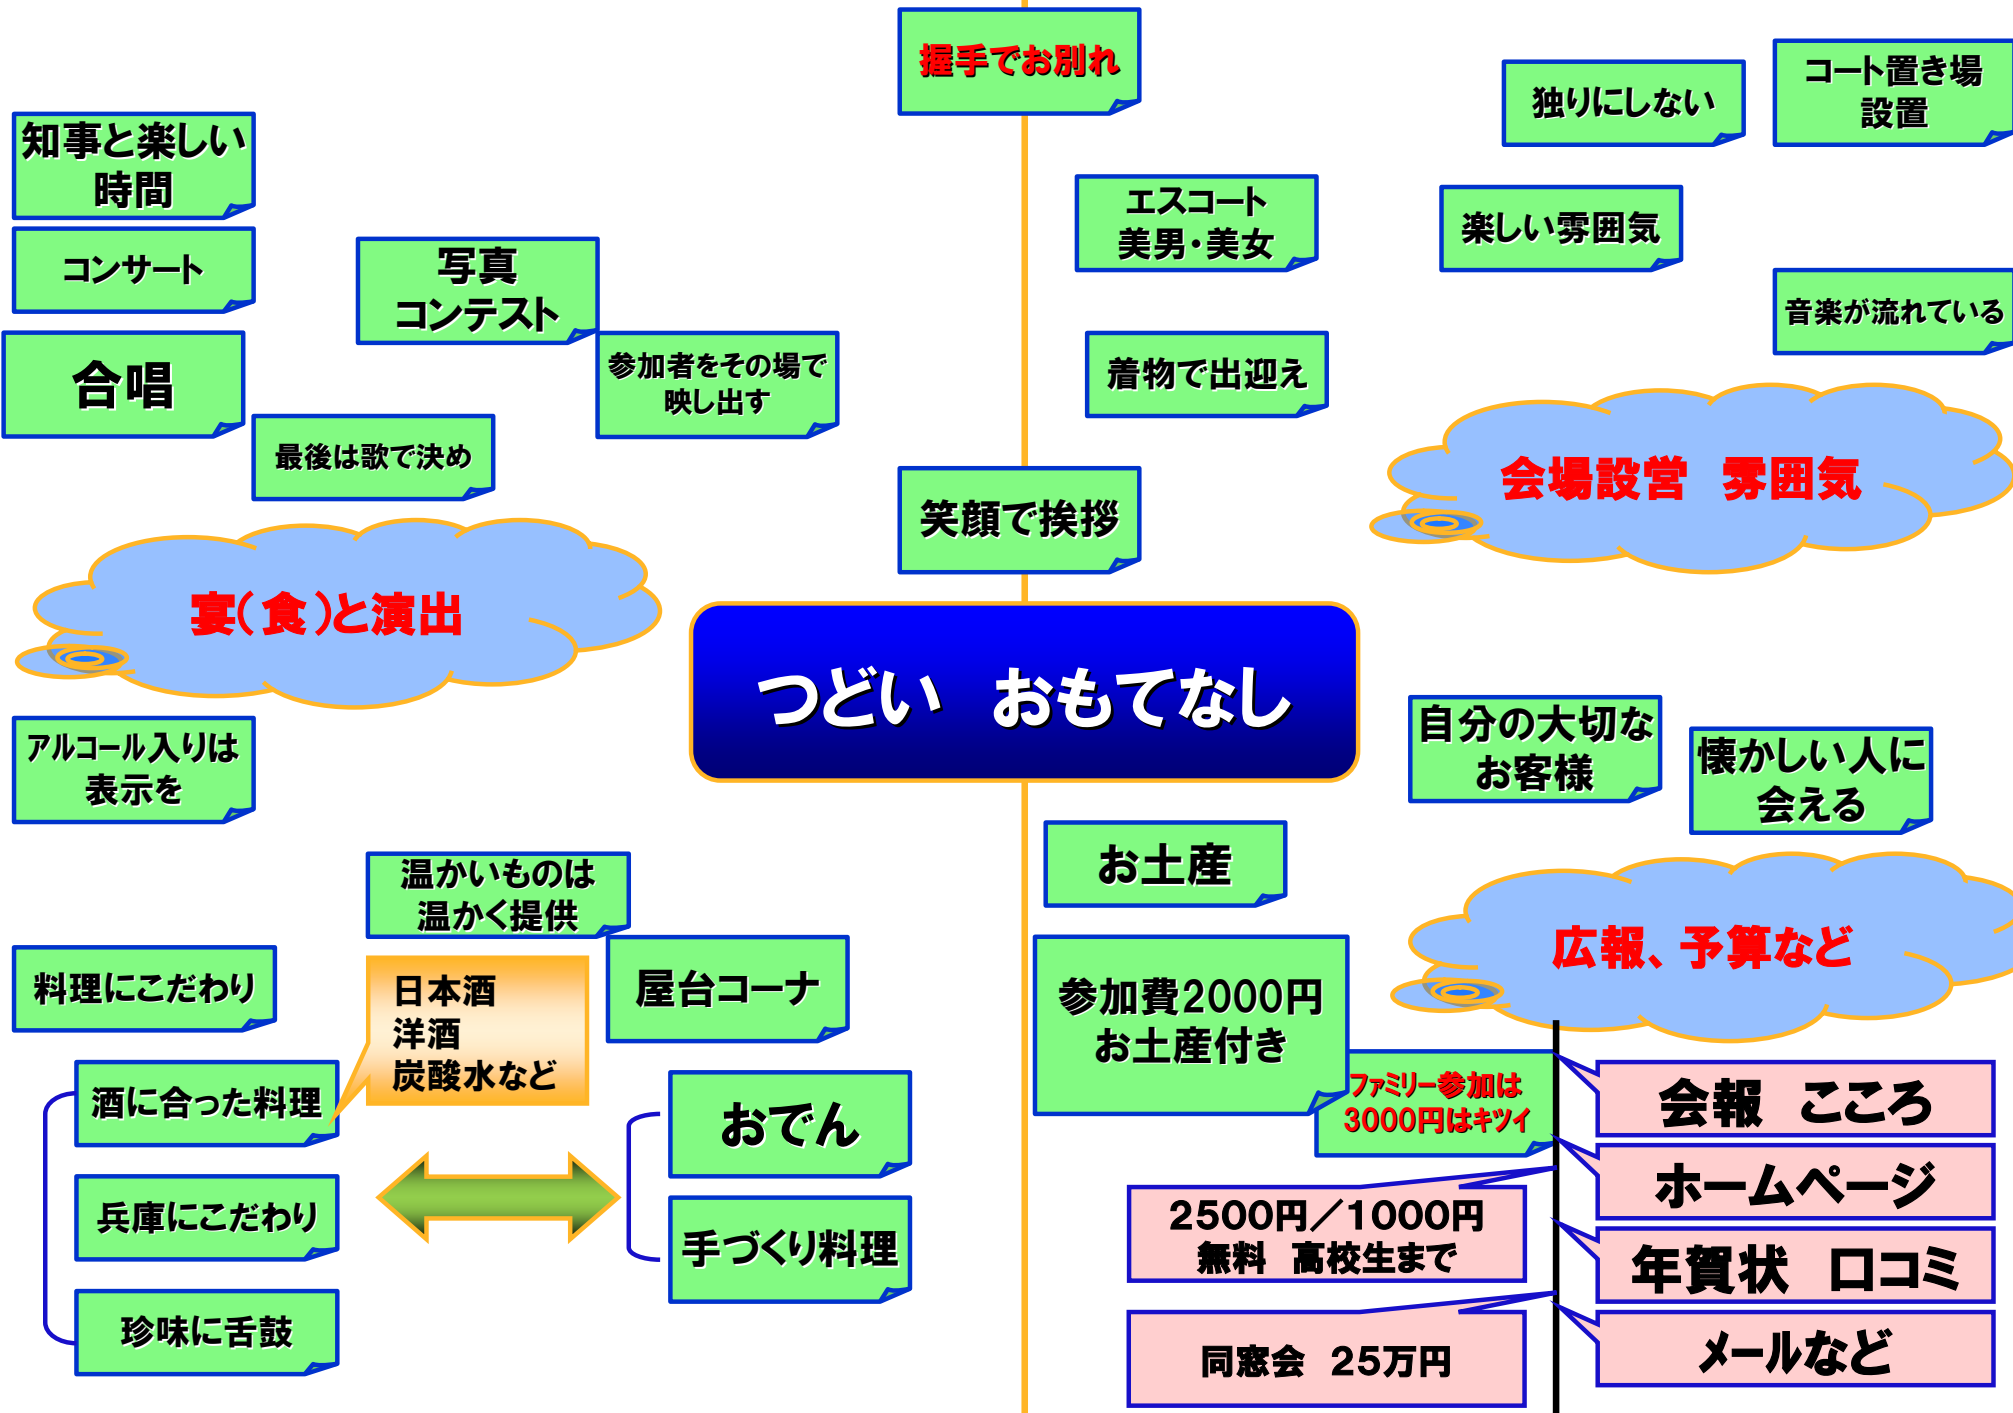 握手でお別れ
独りにしない
コート置き場
設置
知事と楽しい
時間
エスコート
美男・美女
楽しい雰囲気
コンサート
写真
コンテスト
音楽が流れている
合唱
参加者をその場で
映し出す
着物で出迎え
最後は歌で決め
会場設営　雰囲気
笑顔で挨拶
宴(食)と演出
つどい　おもてなし
アルコール入りは
表示を
自分の大切な
お客様
懐かしい人に
会える
お土産
温かいものは
温かく提供
広報、予算など
料理にこだわり
日本酒
洋酒
炭酸水など
屋台コーナ
参加費2000円
お土産付き
ファミリー参加は
3000円はキツイ
酒に合った料理
おでん
会報　こころ
ホームページ
兵庫にこだわり
手づくり料理
2500円／1000円
無料　高校生まで
年賀状　口コミ
珍味に舌鼓
同窓会　25万円
メールなど